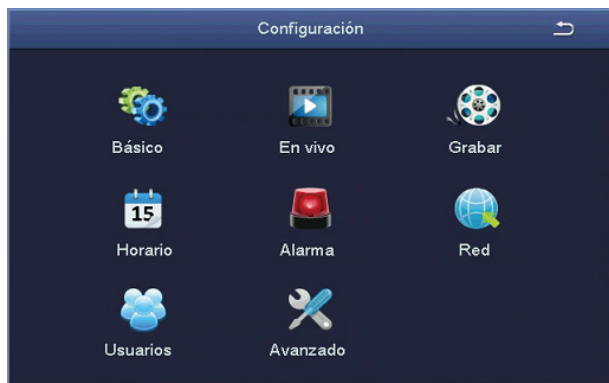 Configuración
Básico En vivo Grabar
15
Horario Alarma Red
Usuarios Avanzado